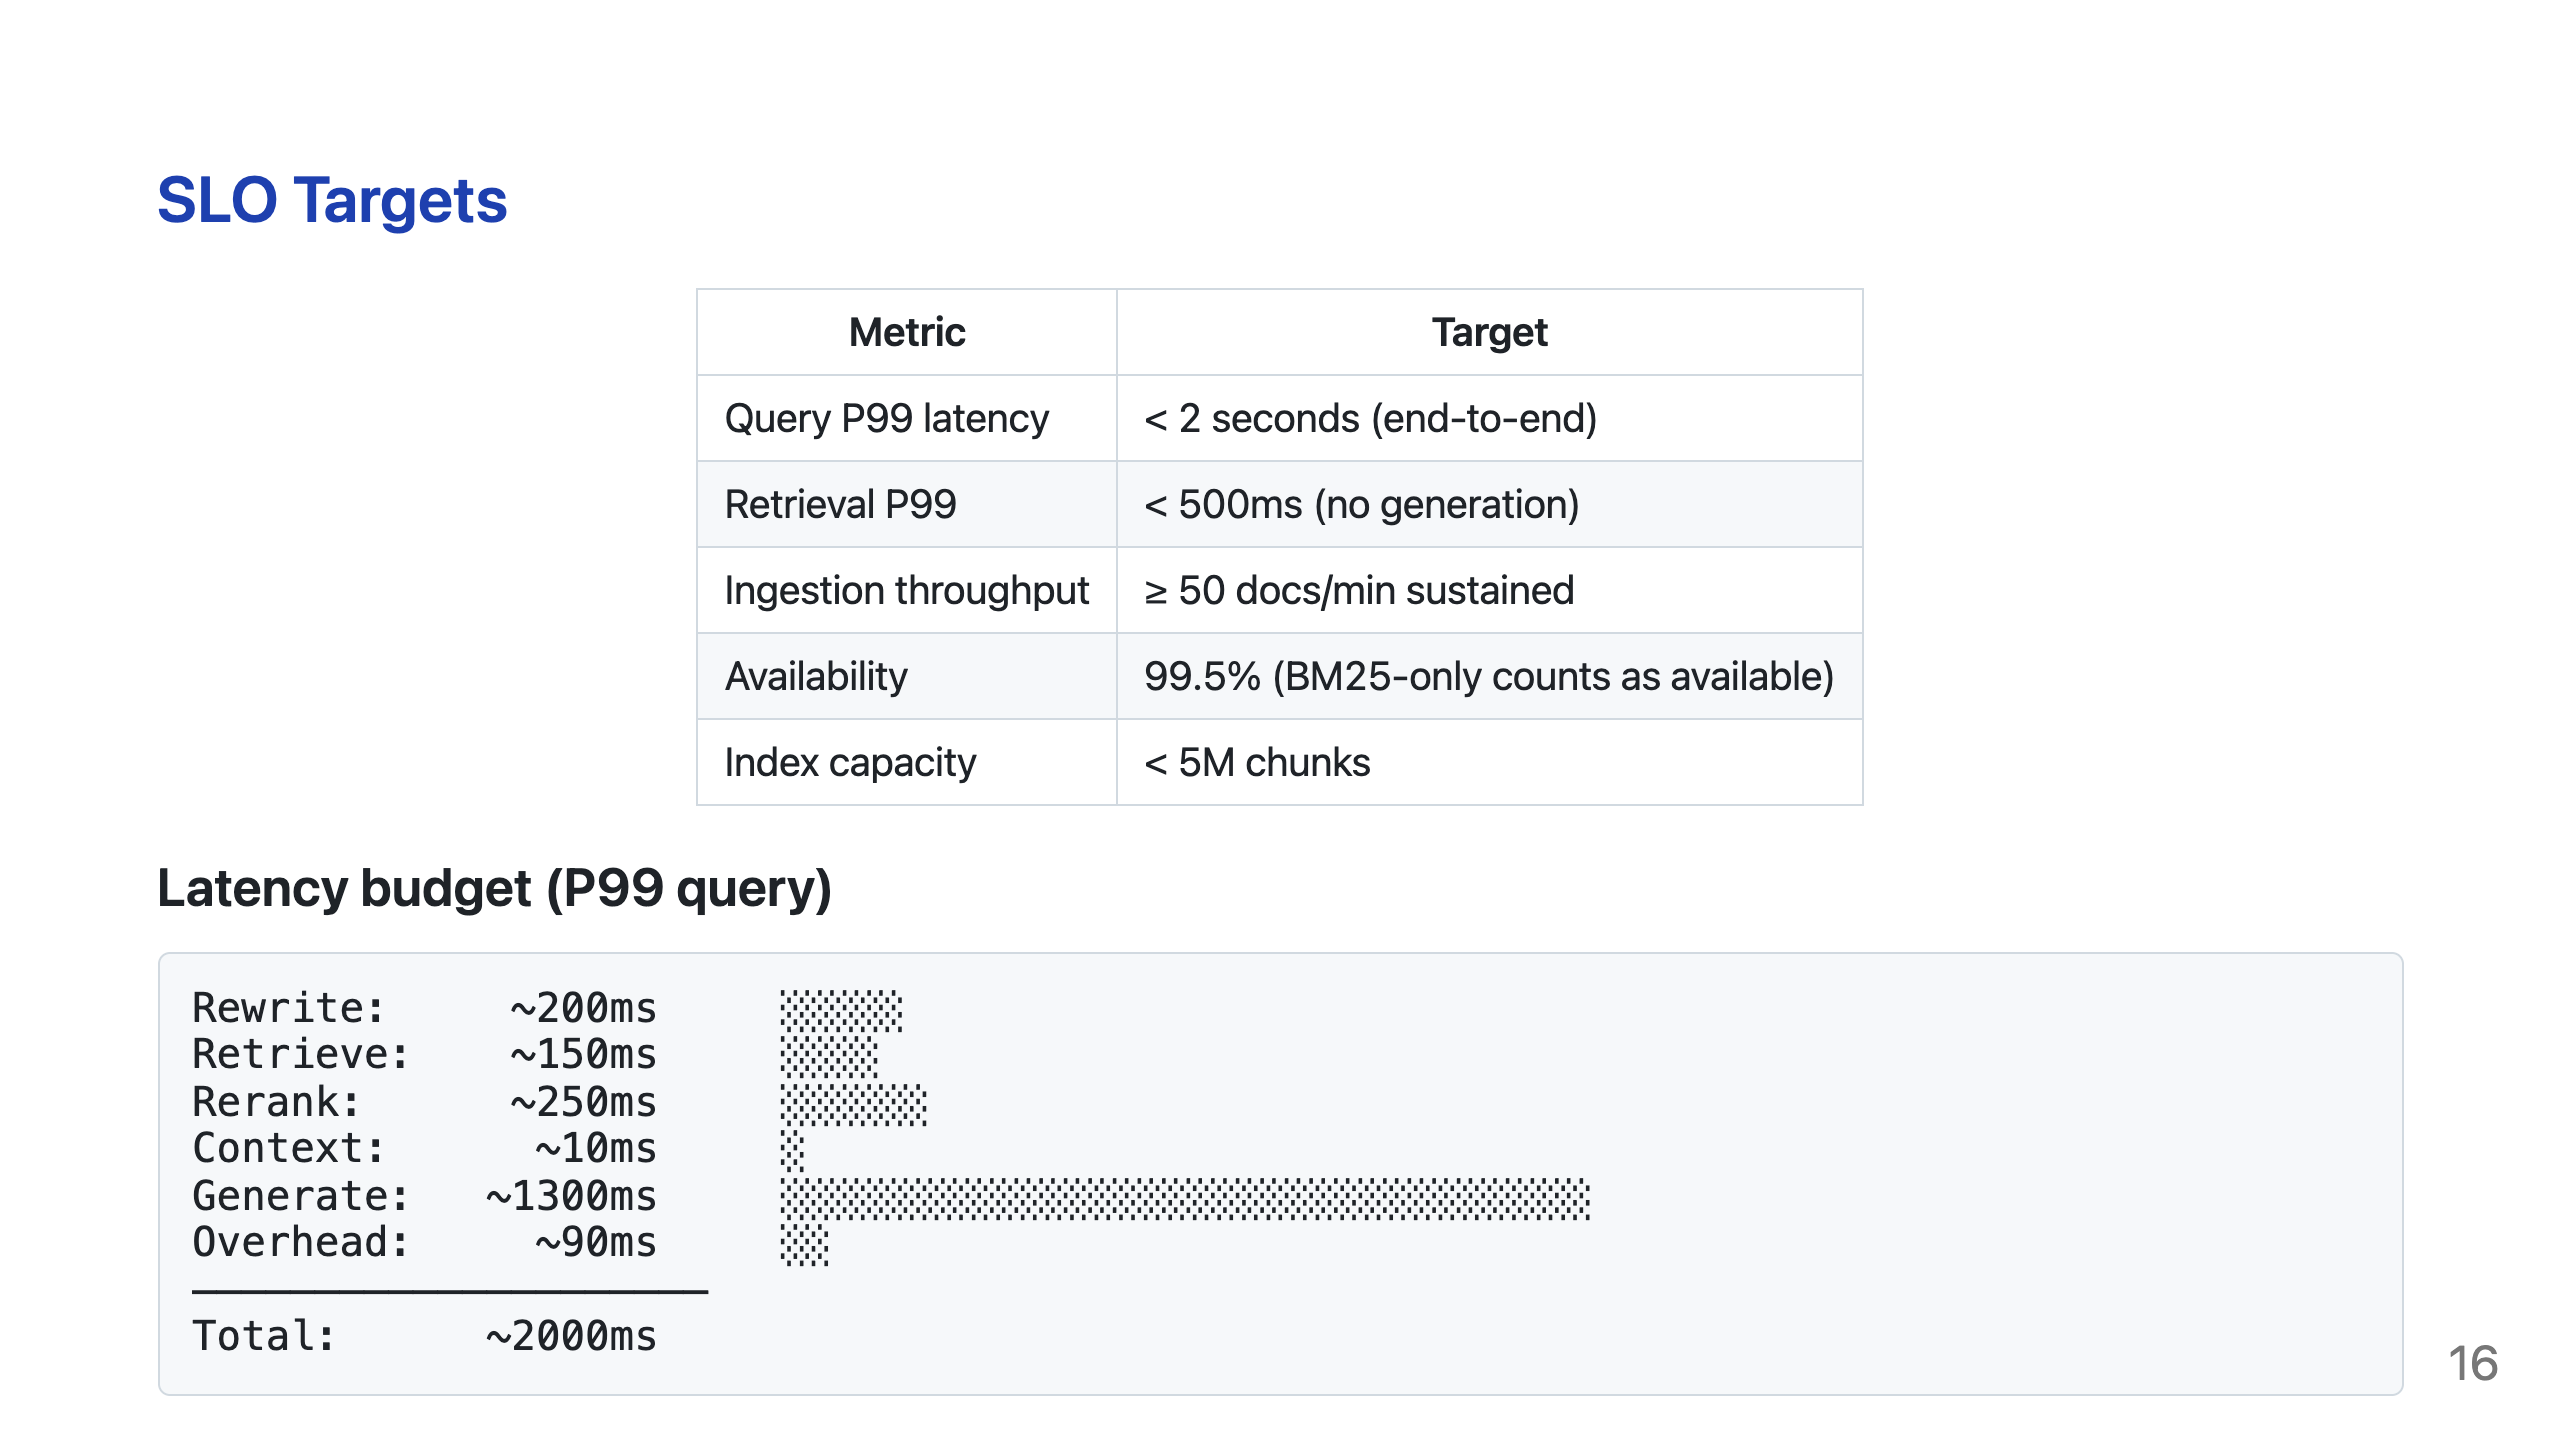 SLO Targets
Metric Target
Query P99 latency < 2 seconds (end-to-end)
Retrieval P99 < 500ms (no generation)
Ingestion throughput ≥ 50 docs/min sustained
Availability 99.5% (BM25-only counts as available)
Index capacity < 5M chunks
Latency budget (P99 query)
Rewrite: ~200ms
Retrieve: ~150ms
Rerank: ~250ms
Context: ~10ms
Generate: ~1300ms
Overhead: ~90ms
Total: ~2000ms
16